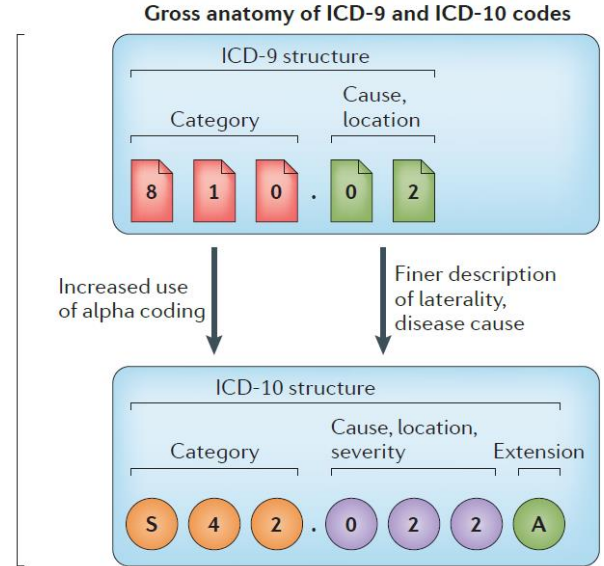 Gross anatomy of ICD-9 and ICD-10 codes
ICD-9 structure
Category
Cause,
location
8 1 0 . 0 2
Increased use
of alpha coding
Finer description
of laterality,
disease cause
ICD-10 structure
Category
Cause, location,
severity
Extension
S 4 2 . 0 2 2 A